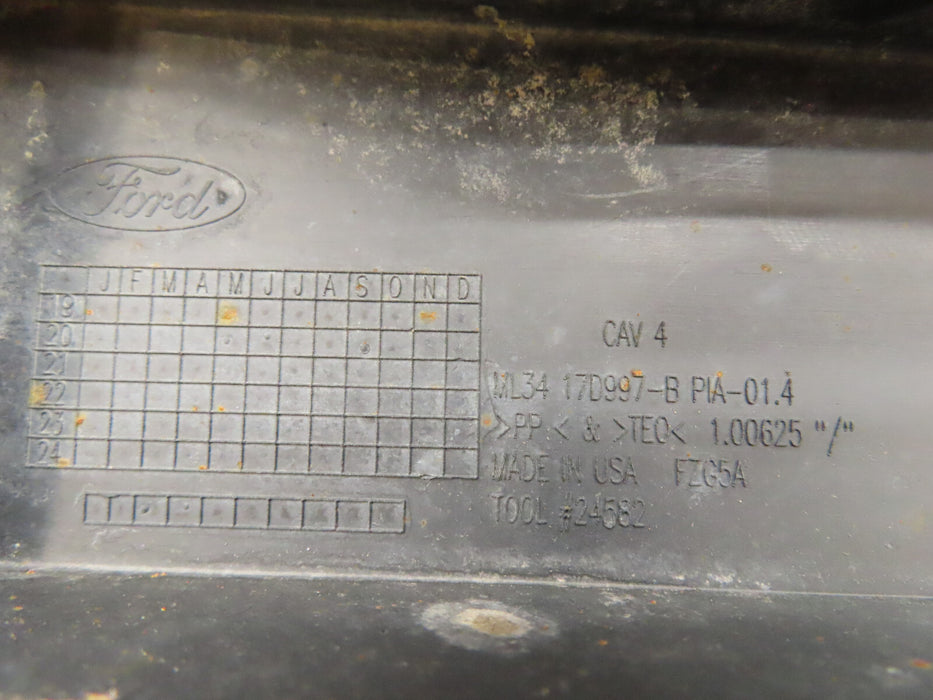 Ford
J F M A M J J A S O N D
19
20
21
22
23
24
CAV 4
ML34 17D997-B PIA-01.4
>PP < & >TEO< 1.00625 "/"
MADE IN USA FZG5A
TOOL #24582